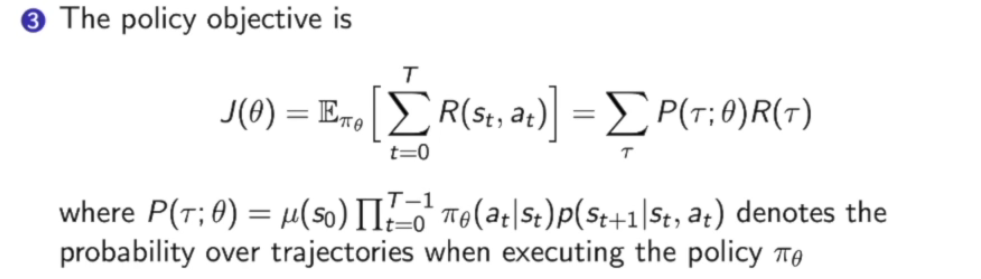 3 The policy objective is
J(θ) = 𝔼_{π_θ} [ ∑_{t=0}^{T} R(s_t, a_t) ] = ∑_τ P(τ; θ)R(τ)
where P(τ; θ) = μ(s_0) ∏_{t=0}^{T−1} π_θ(a_t|s_t)p(s_{t+1}|s_t, a_t) denotes the
probability over trajectories when executing the policy π_θ